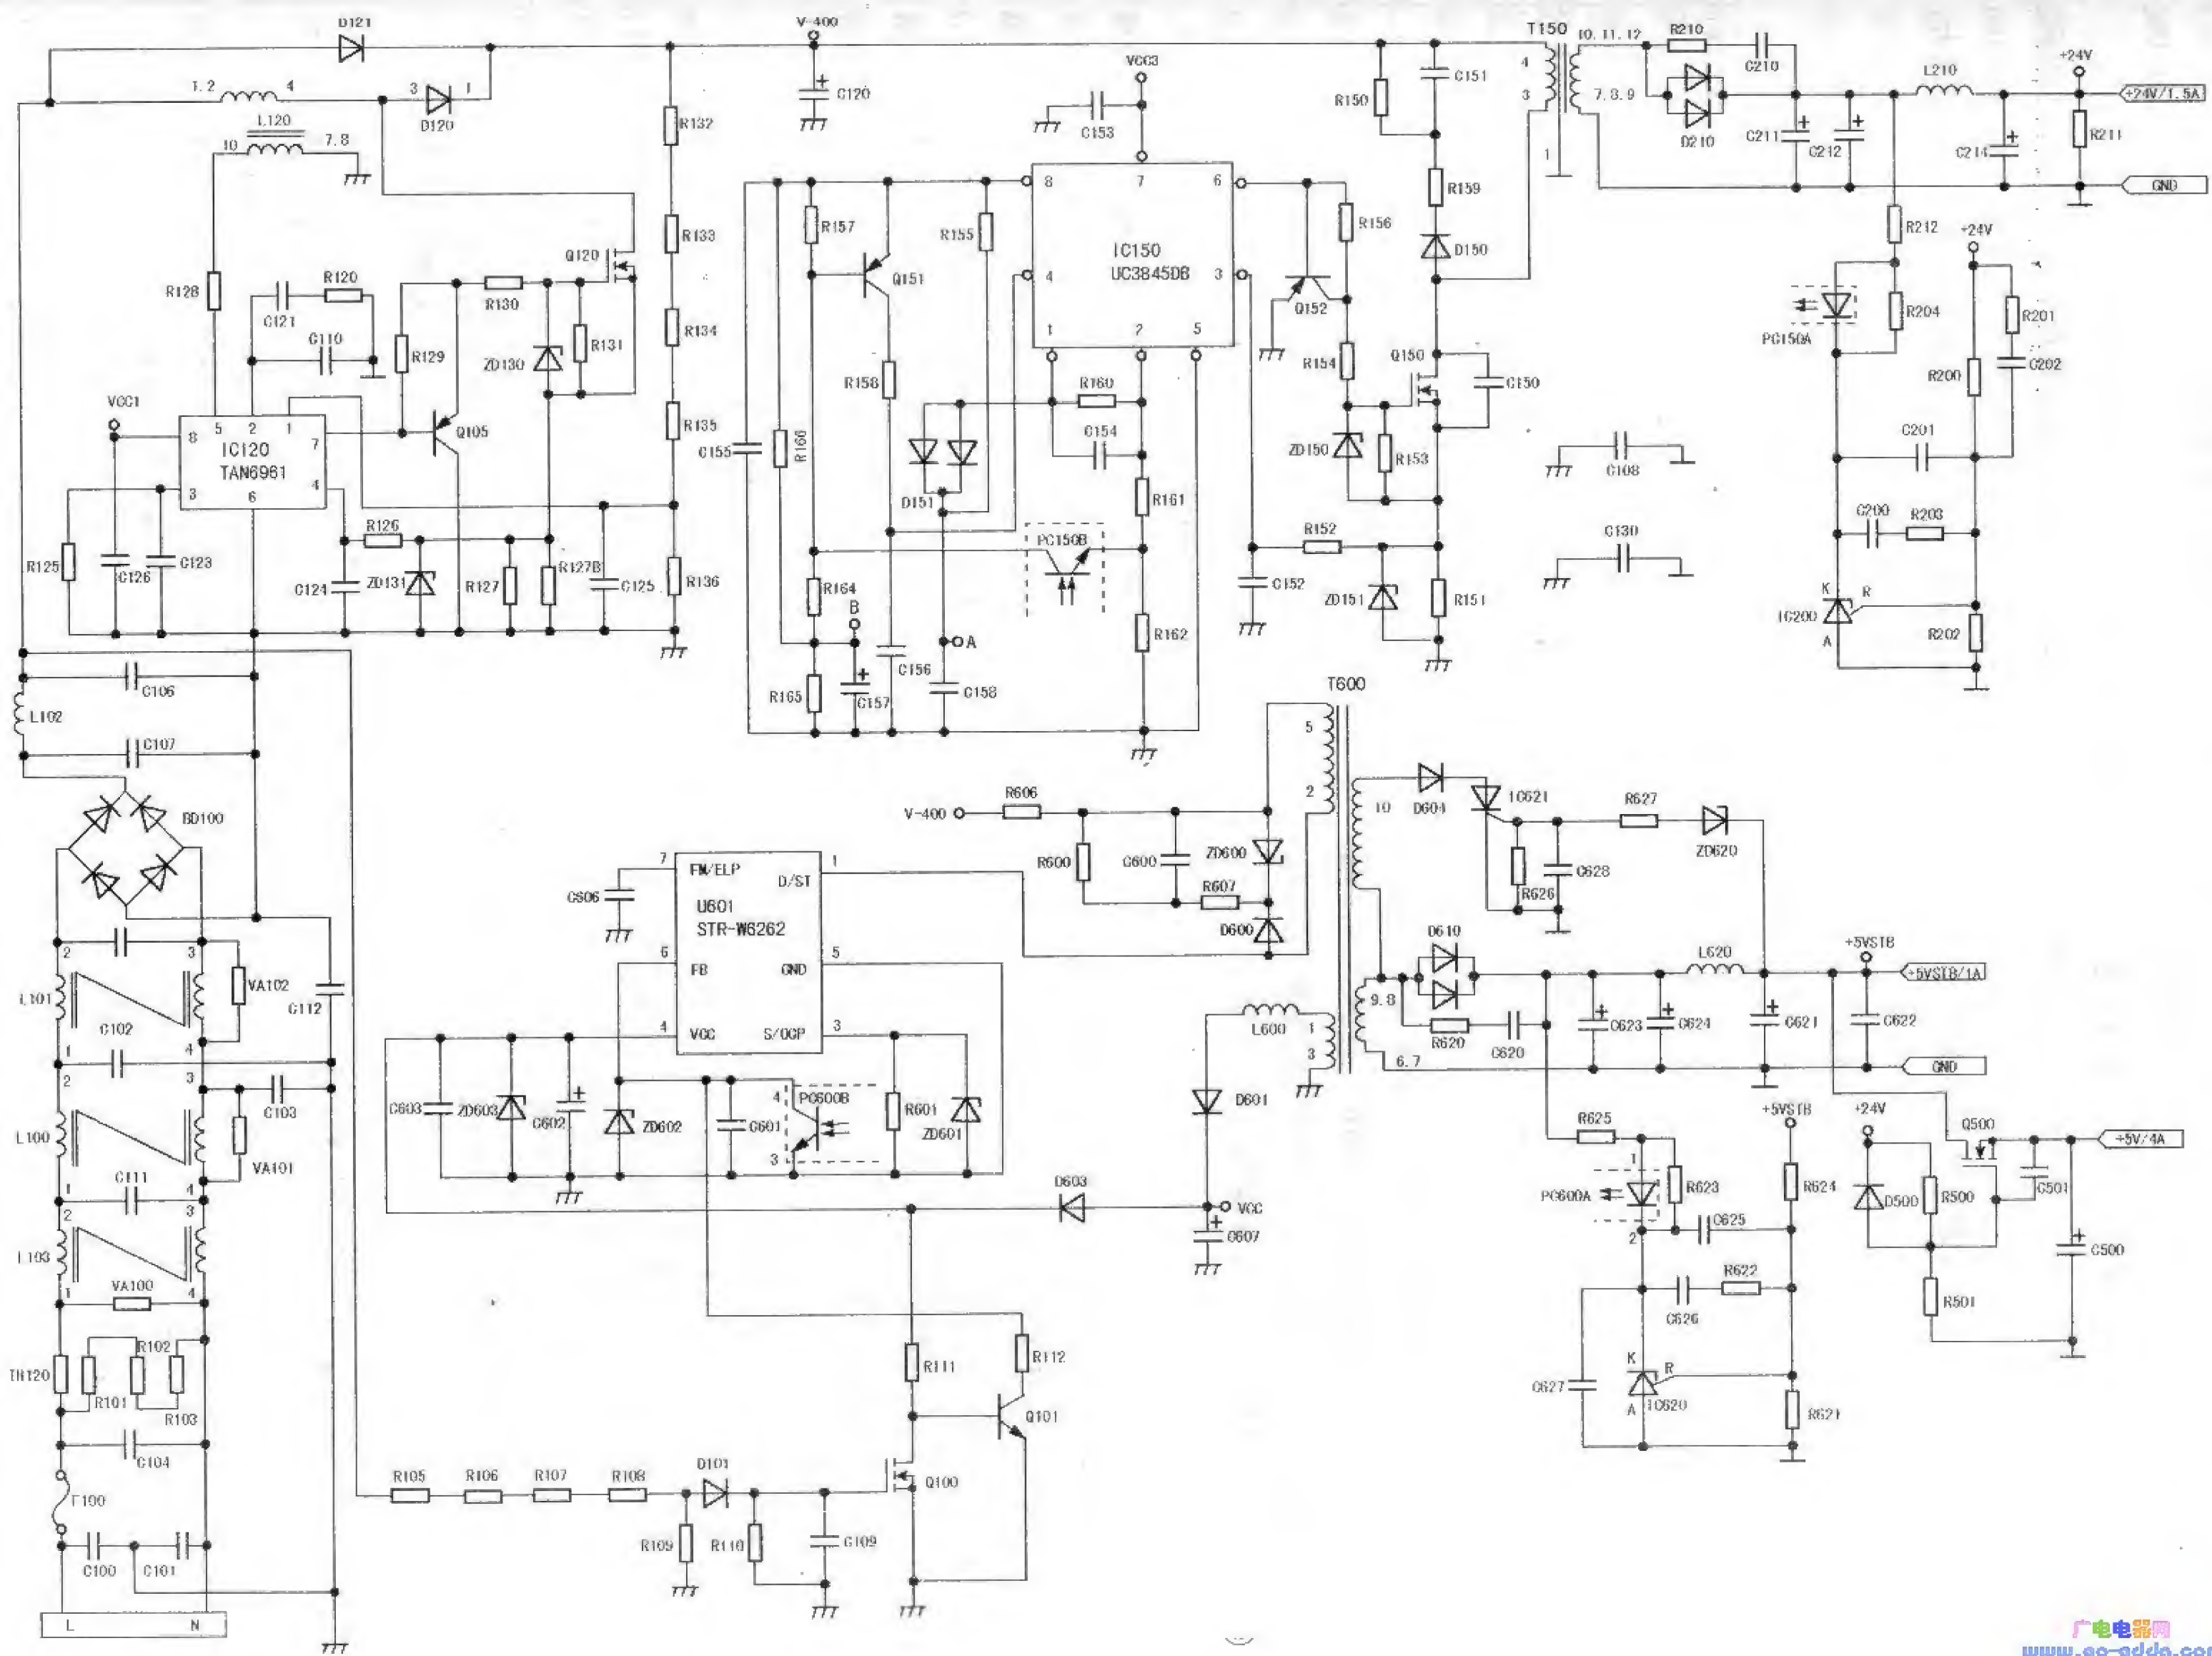 D121
V-400
T150
10.11.12
R210
C210
+24V
L210
+24V/1.5A
1.2
4
3
1
D120
L120
10
7.8
C120
R132
VCC3
C153
R150
C151
4
3
1
7.8.9
D210
C211
C212
C214
R211
GND
R128
C121
R120
C110
Q120
R133
R130
R129
ZD130
R131
R134
R135
R157
Q151
R155
8
7
6
IC150
UC3845DB
4
3
1
2
5
R159
R156
D150
Q152
R154
Q150
C150
R212
+24V
PC150A
R204
R201
R200
C202
VCC1
8
5
2
1
7
IC120
TAN6961
3
6
4
Q105
C155
R166
R158
D151
R160
C154
R161
ZD150
R153
C108
C201
C200
R203
R125
C126
C123
R126
C124
ZD131
R127
R127B
C125
R136
R164
B
PC150B
R162
R152
C152
ZD151
R151
C130
K
R
IC200
A
R202
C106
L102
C107
R165
C157
C156
A
C158
T600
5
2
BD100
V-400
R606
R600
C600
ZD600
R607
D600
10
D604
IC621
R627
ZD620
R626
C628
7
FM/ELP
1
D/ST
C606
U601
STR-W6262
6
FB
5
GND
4
VCC
3
S/OCP
2
3
L101
VA102
C112
C102
1
4
2
3
C103
L100
VA101
C111
1
4
2
3
L103
VA100
1
4
L600
1
3
D610
9.8
R620
C620
6.7
L620
+5VSTB
+5VSTB/1A
C623
C624
C621
C622
GND
C603
ZD603
C602
ZD602
C601
4
PC600B
3
R601
ZD601
D601
D603
VCC
C607
R625
+5VSTB
+24V
Q500
+5V/4A
1
PC600A
2
R623
R624
C625
D500
R500
C501
C500
R622
C626
R501
K
R
C627
A
IC620
R621
TH120
R101
R102
R103
C104
F100
C100
C101
L
N
R111
R112
Q101
R105
R106
R107
R108
D101
Q100
R109
R110
C109
广电电器网